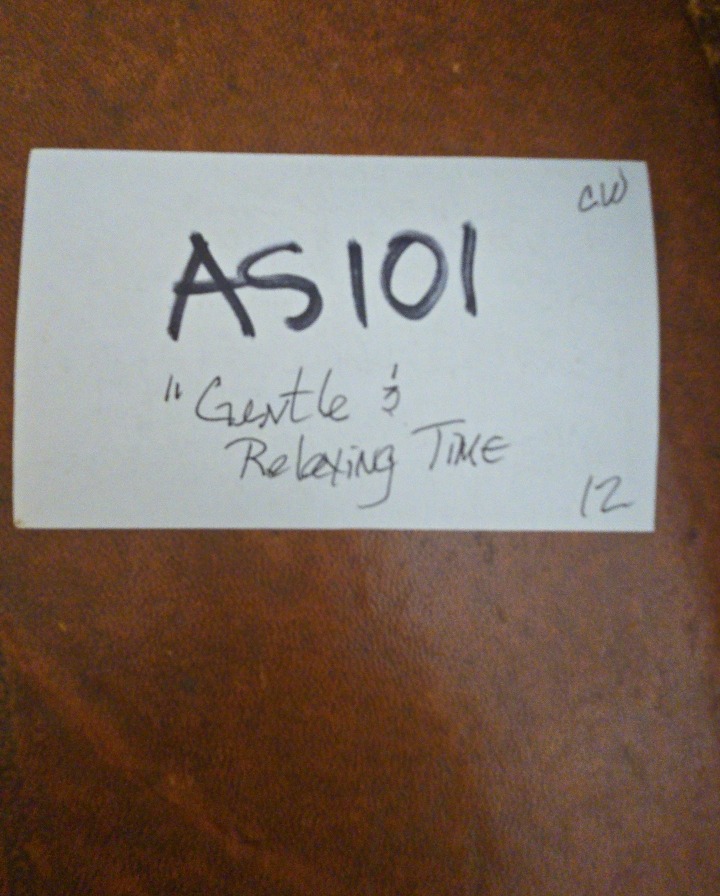 CW
AS101
"Gentle &
Relaxing Time
12